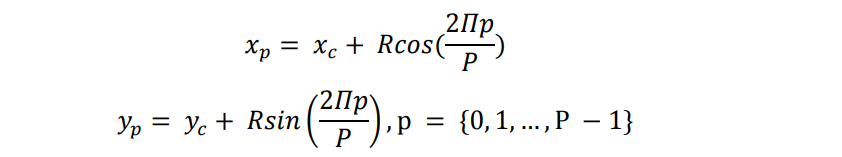 x_p = x_c + Rcos(2Πp/P)
y_p = y_c + Rsin(2Πp/P), p = {0, 1, …, P − 1}